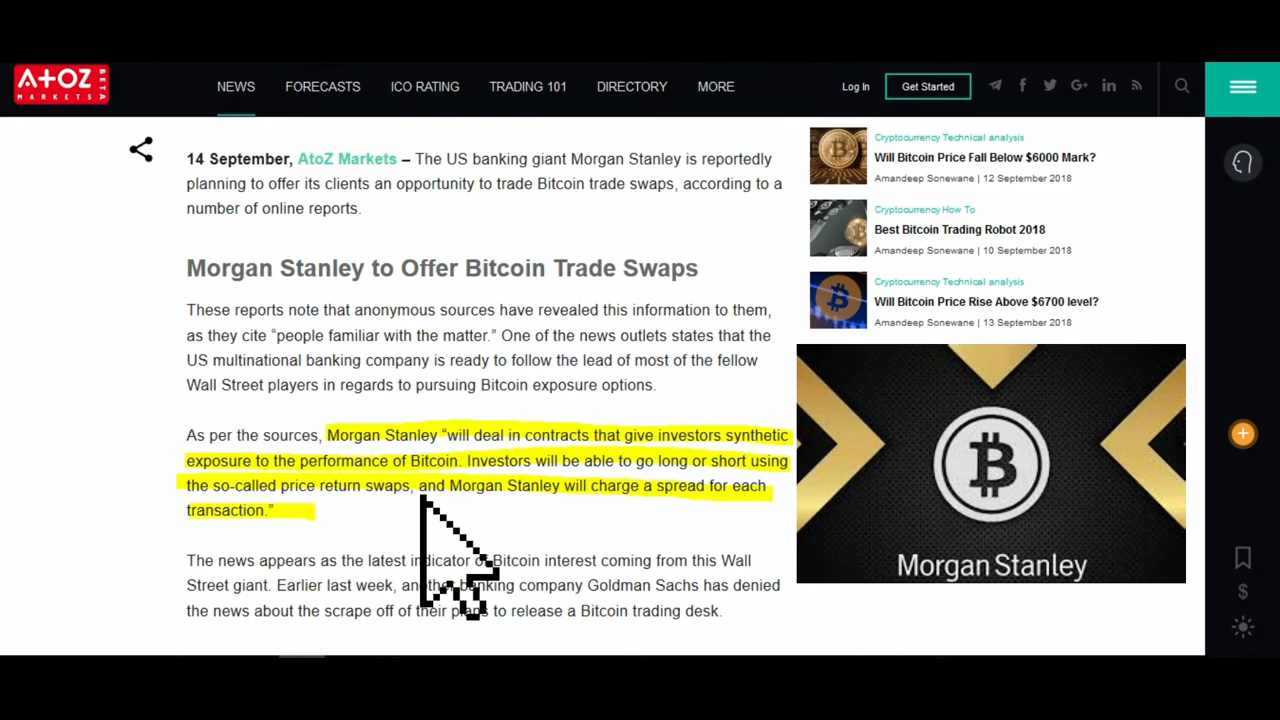 A+OZ
BETA
MARKETS
NEWS
FORECASTS
ICO RATING
TRADING 101
DIRECTORY
MORE
Log In
Get Started
14 September, AtoZ Markets – The US banking giant Morgan Stanley is reportedly
planning to offer its clients an opportunity to trade Bitcoin trade swaps, according to a
number of online reports.
Morgan Stanley to Offer Bitcoin Trade Swaps
These reports note that anonymous sources have revealed this information to them,
as they cite “people familiar with the matter.” One of the news outlets states that the
US multinational banking company is ready to follow the lead of most of the fellow
Wall Street players in regards to pursuing Bitcoin exposure options.
As per the sources, Morgan Stanley “will deal in contracts that give investors synthetic
exposure to the performance of Bitcoin. Investors will be able to go long or short using
the so-called price return swaps, and Morgan Stanley will charge a spread for each
transaction.”
The news appears as the latest indicator of Bitcoin interest coming from this Wall
Street giant. Earlier last week, another banking company Goldman Sachs has denied
the news about the scrape off of their plans to release a Bitcoin trading desk.
Cryptocurrency Technical analysis
Will Bitcoin Price Fall Below $6000 Mark?
Amandeep Sonewane | 12 September 2018
Cryptocurrency How To
Best Bitcoin Trading Robot 2018
Amandeep Sonewane | 10 September 2018
Cryptocurrency Technical analysis
Will Bitcoin Price Rise Above $6700 level?
Amandeep Sonewane | 13 September 2018
Morgan Stanley